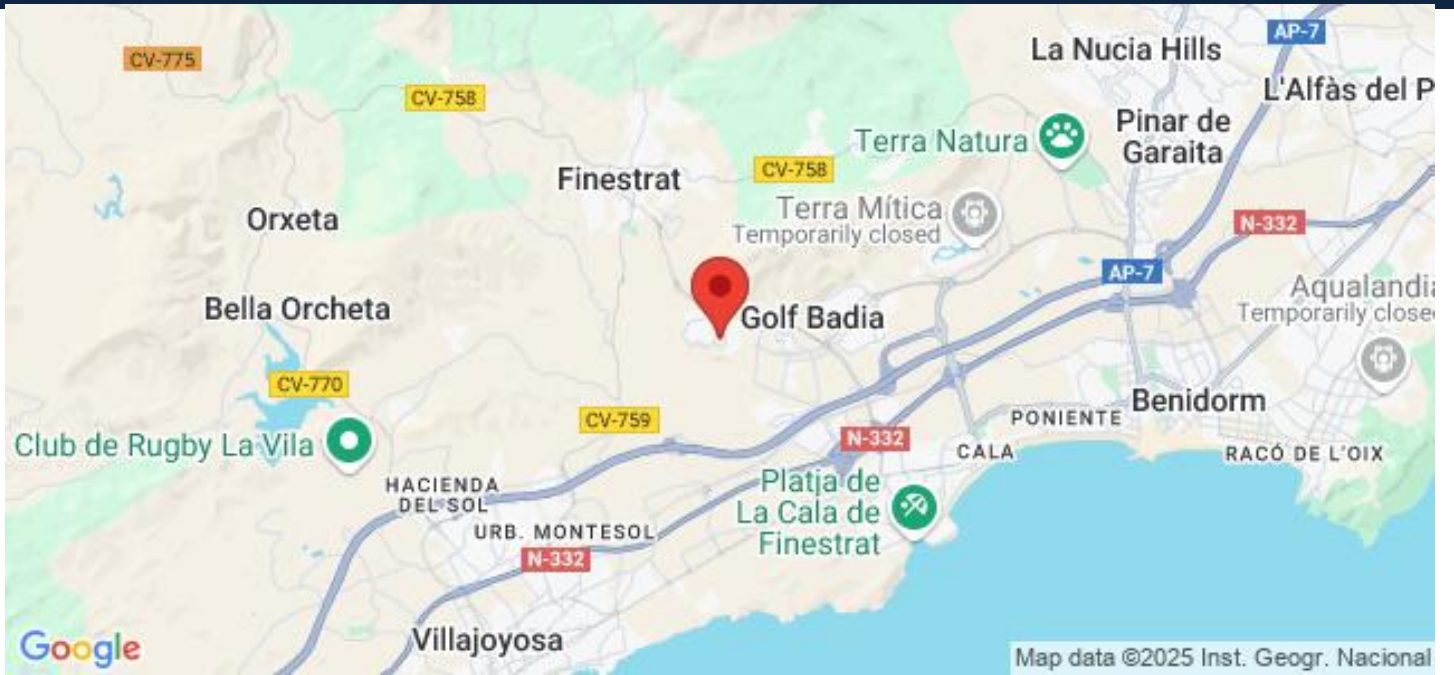 CV-775
CV-758
La Nucia Hills
AP-7
L'Alfàs del P
Pinar de
Garaita
Terra Natura
Finestrat
CV-758
Orxeta
Terra Mítica
Temporarily closed
N-332
AP-7
Aqualandia
Temporarily close
Bella Orcheta
Golf Badia
CV-770
CV-759
Benidorm
PONIENTE
N-332
CALA
RACÓ DE L'OIX
Club de Rugby La Vila
HACIENDA
DEL SOL
URB. MONTESOL
N-332
Platja de
La Cala de
Finestrat
Villajoyosa
Google
Map data ©2025 Inst. Geogr. Nacional